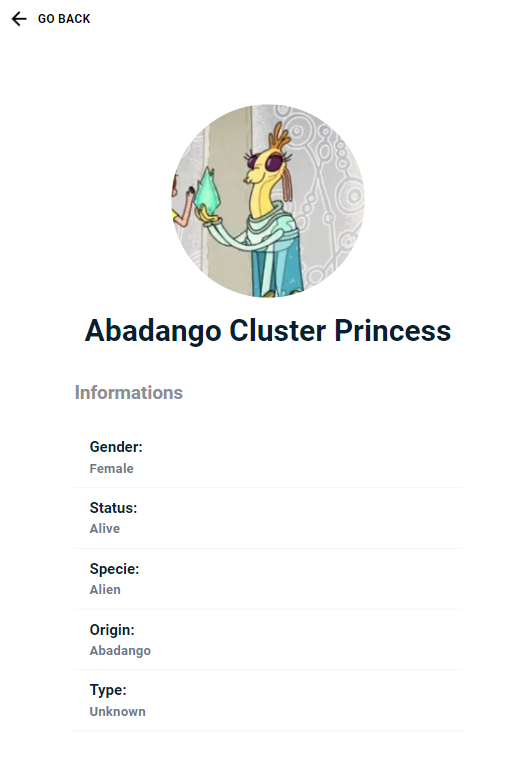 GO BACK
Abadango Cluster Princess
Informations
Gender:
Female
Status:
Alive
Specie:
Alien
Origin:
Abadango
Type:
Unknown